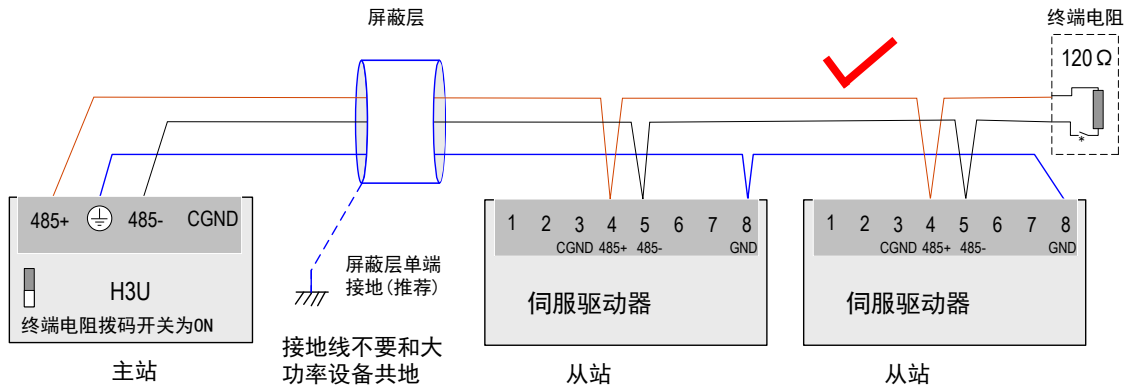 屏蔽层
终端电阻
120 Ω
*
485+ 485- CGND
H3U
终端电阻拨码开关为ON
主站
屏蔽层单端
接地(推荐)
接地线不要和大
功率设备共地
1 2 3 4 5 6 7 8
CGND 485+ 485- GND
伺服驱动器
从站
1 2 3 4 5 6 7 8
CGND 485+ 485- GND
伺服驱动器
从站